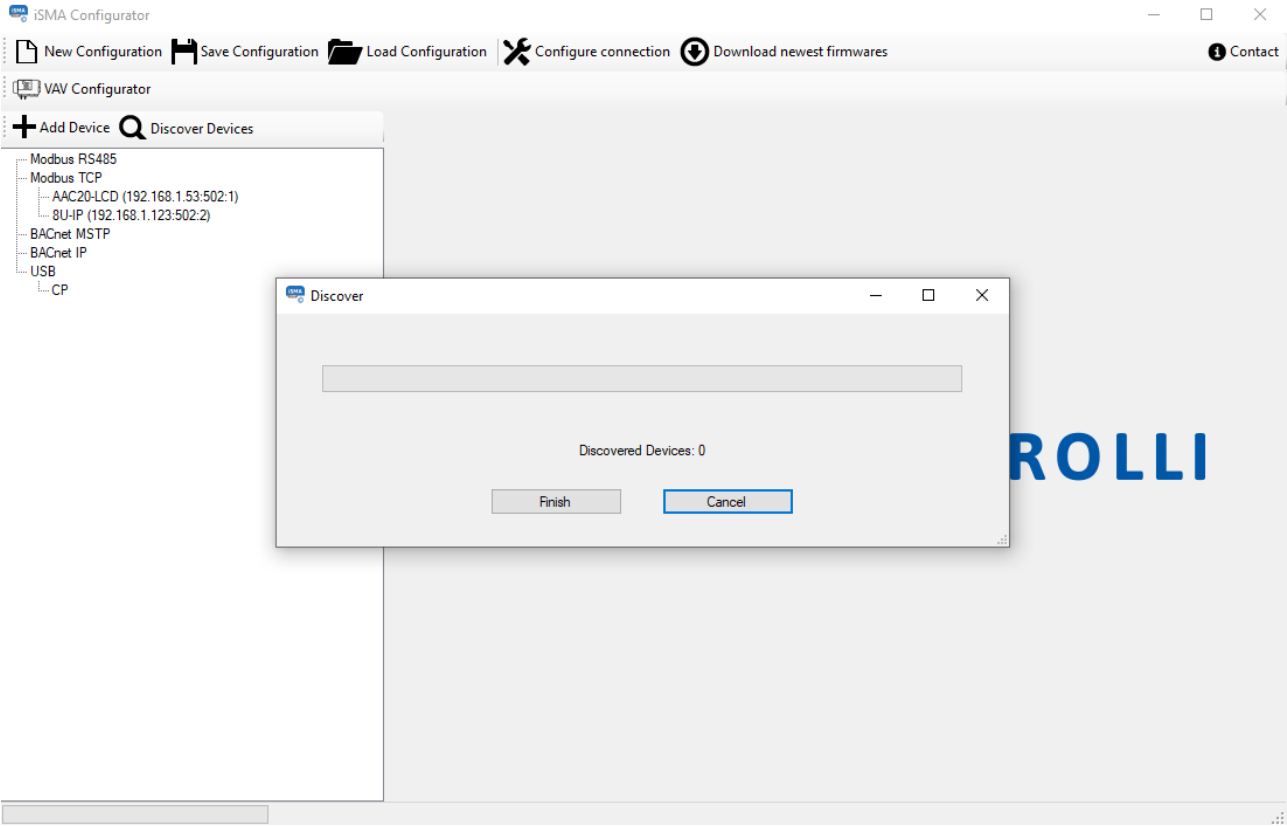 iSMA Configurator
New Configuration Save Configuration Load Configuration Configure connection Download newest firmwares Contact
VAV Configurator
Add Device Discover Devices
Modbus RS485
Modbus TCP
AAC20-LCD (192.168.1.53:502:1)
8U-IP (192.168.1.123:502:2)
BACnet MSTP
BACnet IP
USB
CP
Discover
Discovered Devices: 0
ROLLI
Finish Cancel